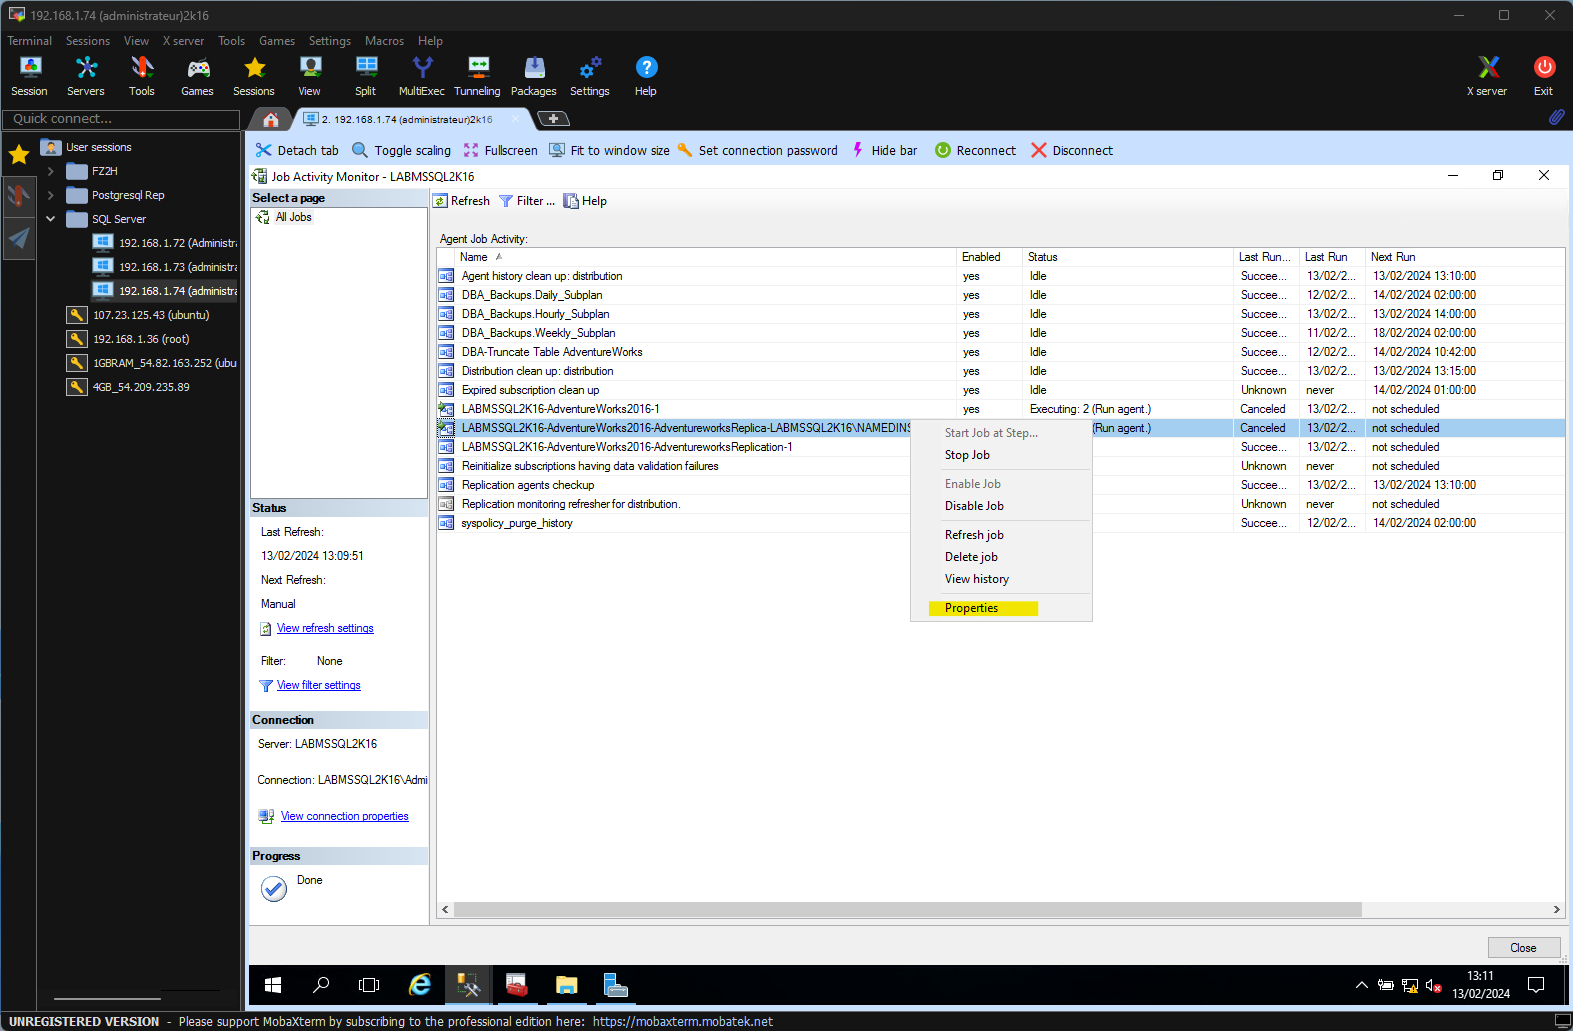 192.168.1.74 (administrateur)2k16
Terminal Sessions View X server Tools Games Settings Macros Help
Session Servers Tools Games Sessions View Split MultiExec Tunneling Packages Settings Help X server Exit
Quick connect...
2. 192.168.1.74 (administrateur)2k16
User sessions
FZ2H
Postgresql Rep
SQL Server
192.168.1.72 (Administra
192.168.1.73 (administra
192.168.1.74 (administra
107.23.125.43 (ubuntu)
192.168.1.36 (root)
1GBRAM_54.82.163.252 (ubu
4GB_54.209.235.89
Detach tab Toggle scaling Fullscreen Fit to window size Set connection password Hide bar Reconnect Disconnect
Job Activity Monitor - LABMSSQL2K16
Select a page
All Jobs
Refresh Filter ... Help
Agent Job Activity:
Name Enabled Status Last Run... Last Run Next Run
Agent history clean up: distribution yes Idle Succee... 13/02/2... 13/02/2024 13:10:00
DBA_Backups.Daily_Subplan yes Idle Succee... 12/02/2... 14/02/2024 02:00:00
DBA_Backups.Hourly_Subplan yes Idle Succee... 13/02/2... 13/02/2024 14:00:00
DBA_Backups.Weekly_Subplan yes Idle Succee... 11/02/2... 18/02/2024 02:00:00
DBA-Truncate Table AdventureWorks yes Idle Succee... 12/02/2... 14/02/2024 10:42:00
Distribution clean up: distribution yes Idle Succee... 13/02/2... 13/02/2024 13:15:00
Expired subscription clean up yes Idle Unknown never 14/02/2024 01:00:00
LABMSSQL2K16-AdventureWorks2016-1 yes Executing: 2 (Run agent.) Canceled 13/02/2... not scheduled
LABMSSQL2K16-AdventureWorks2016-AdventureworksReplica-LABMSSQL2K16\NAMEDINS (Run agent.) Canceled 13/02/2... not scheduled
LABMSSQL2K16-AdventureWorks2016-AdventureworksReplication-1 Succee... 13/02/2... not scheduled
Reinitialize subscriptions having data validation failures Unknown never not scheduled
Replication agents checkup Succee... 13/02/2... 13/02/2024 13:10:00
Replication monitoring refresher for distribution. Unknown never not scheduled
syspolicy_purge_history Succee... 12/02/2... 14/02/2024 02:00:00
Start Job at Step...
Stop Job
Enable Job
Disable Job
Refresh job
Delete job
View history
Properties
Status
Last Refresh:
13/02/2024 13:09:51
Next Refresh:
Manual
View refresh settings
Filter: None
View filter settings
Connection
Server: LABMSSQL2K16
Connection: LABMSSQL2K16\Admi
View connection properties
Progress
Done
Close
13:11
13/02/2024
UNREGISTERED VERSION - Please support MobaXterm by subscribing to the professional edition here: https://mobaxterm.mobatek.net